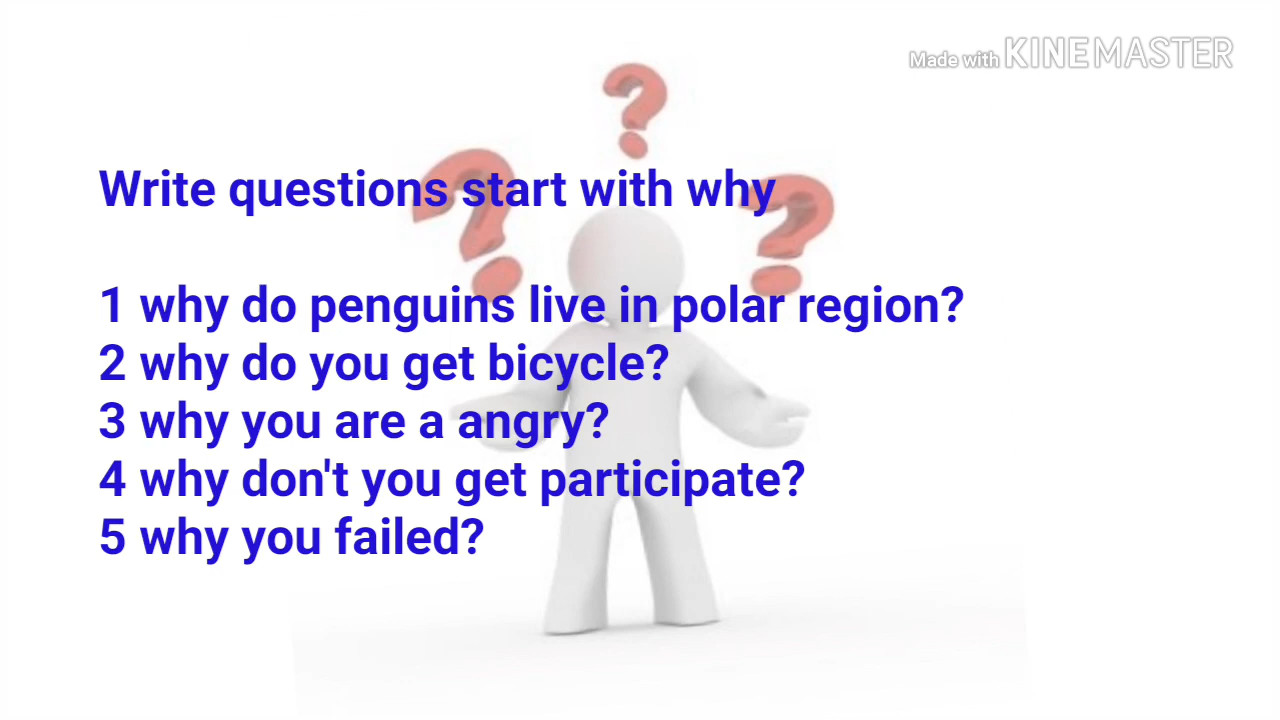 Made with KINEMASTER
Write questions start with why
1 why do penguins live in polar region?
2 why do you get bicycle?
3 why you are a angry?
4 why don't you get participate?
5 why you failed?